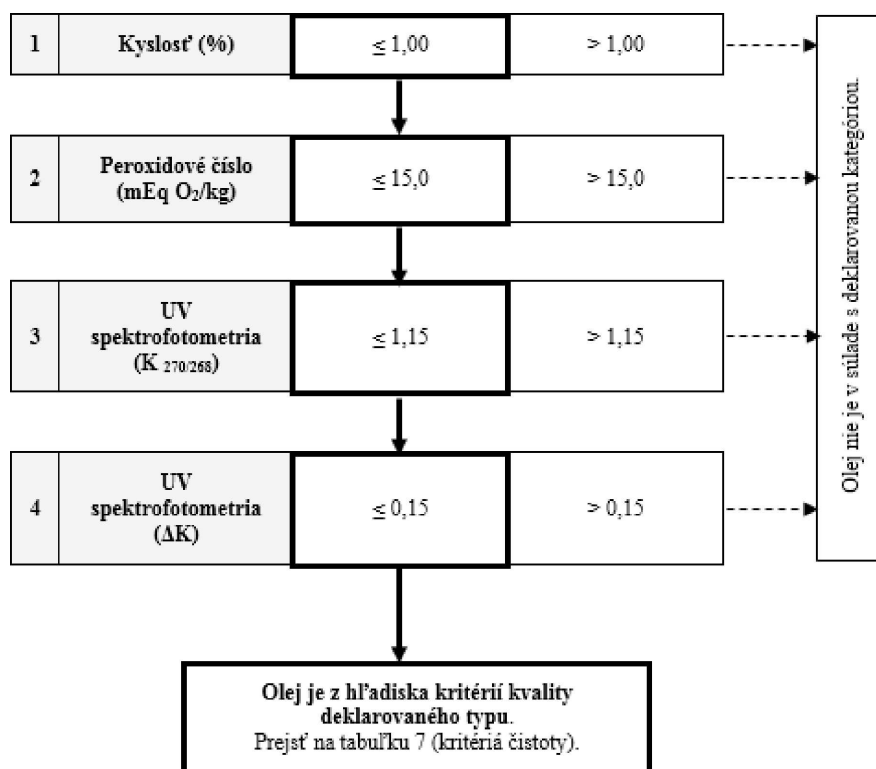 1 Kyslosť (%) ≤ 1,00 > 1,00
2 Peroxidové číslo
(mEq O₂/kg) ≤ 15,0 > 15,0
3 UV
spektrofotometria
(K 270/268) ≤ 1,15 > 1,15
4 UV
spektrofotometria
(ΔK) ≤ 0,15 > 0,15
Olej nie je v súlade s deklarovanou kategóriou.
Olej je z hľadiska kritérií kvality
deklarovaného typu.
Prejsť na tabuľku 7 (kritériá čistoty).